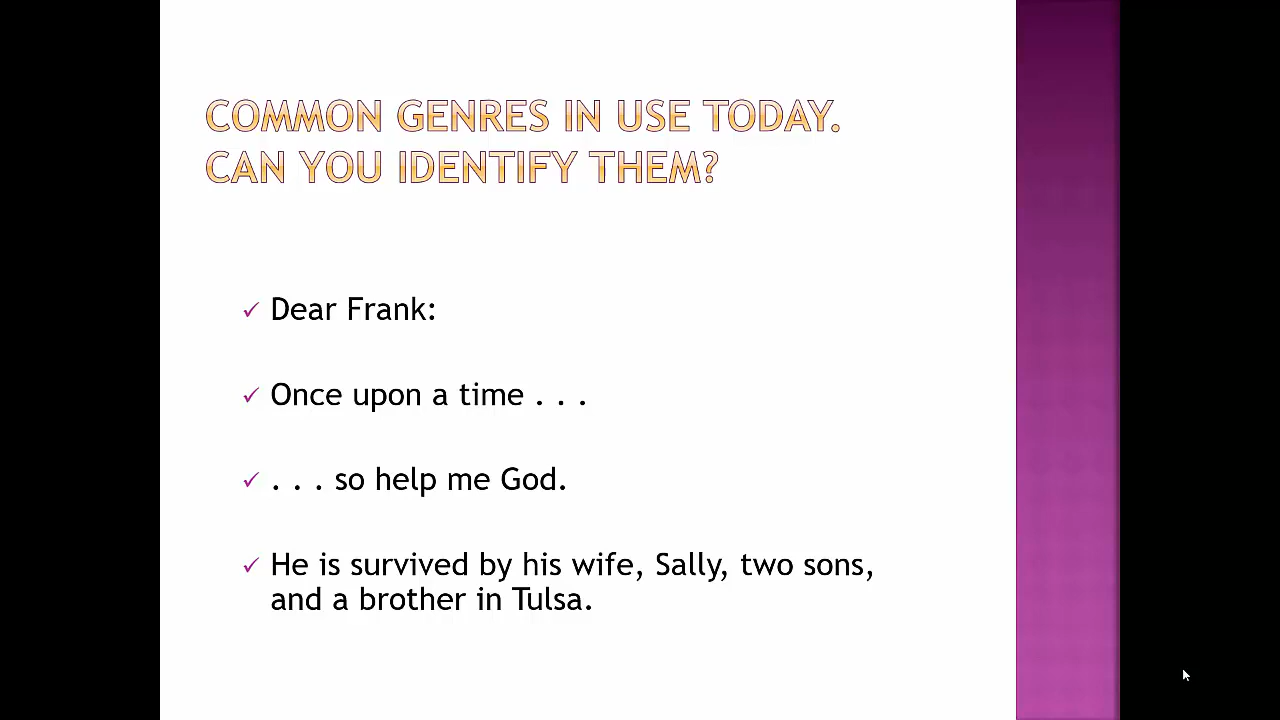 COMMON GENRES IN USE TODAY.
CAN YOU IDENTIFY THEM?
✓ Dear Frank:
✓ Once upon a time . . .
✓ . . . so help me God.
✓ He is survived by his wife, Sally, two sons,
and a brother in Tulsa.